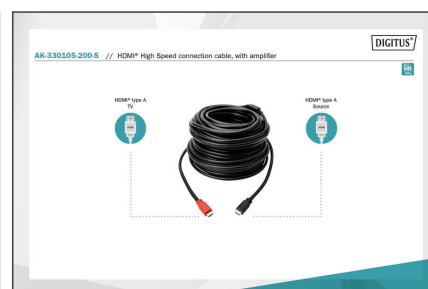 DIGITUS®
AK-330105-200-S // HDMI® High Speed connection cable, with amplifier
HDMI® type A
TV
HDMI® type A
Source